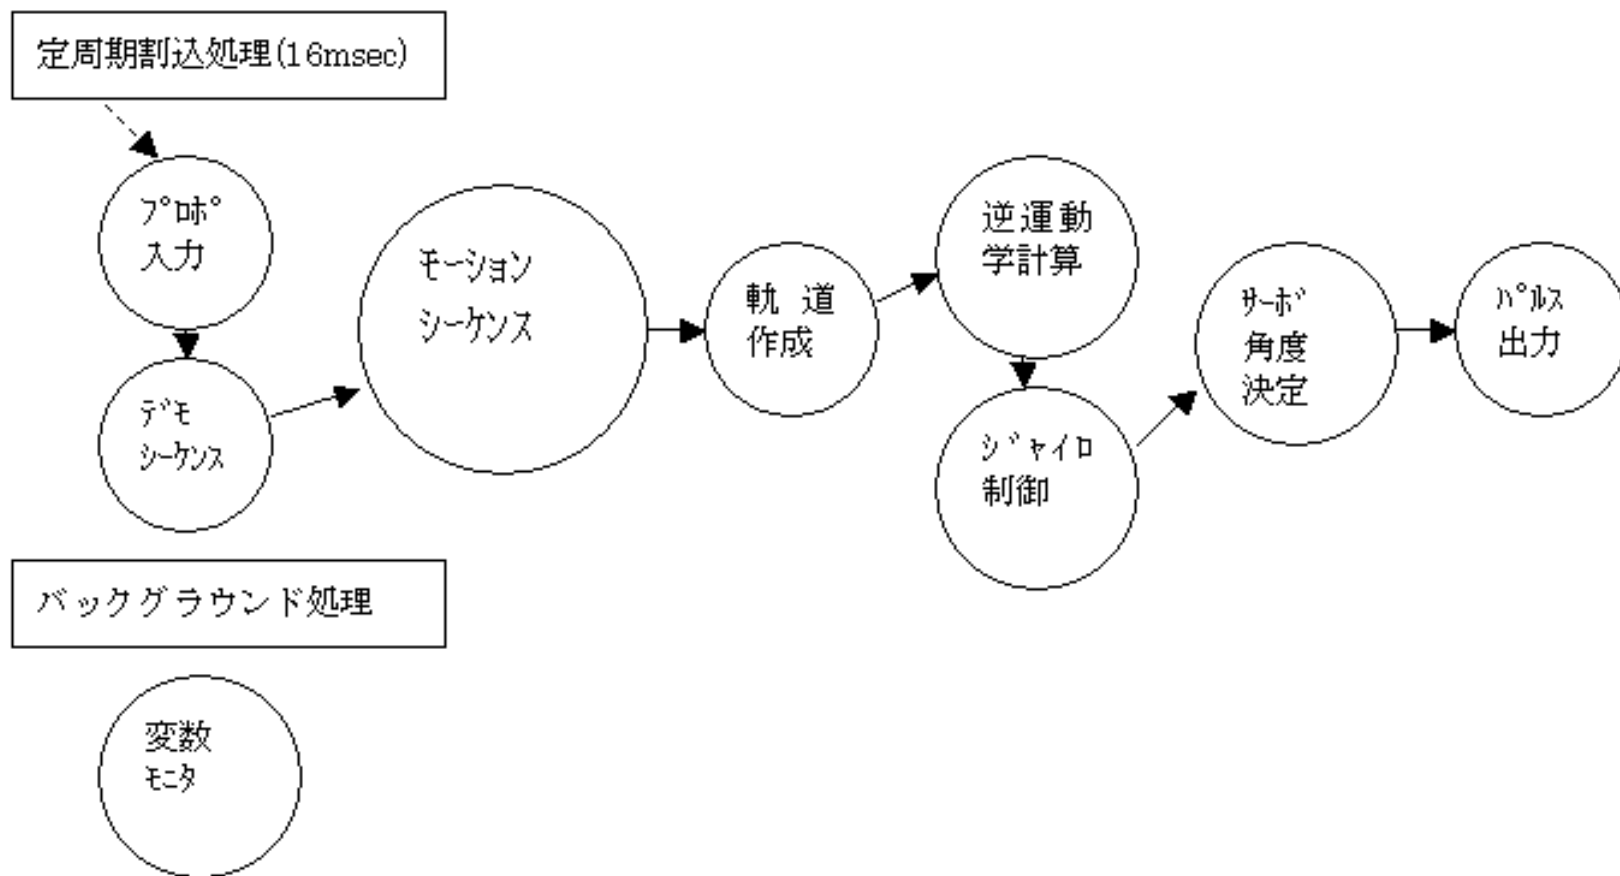 定周期割込処理(16msec)
ﾌﾟﾛﾎﾟ
入力
モーション
シーケンス
デモ
シーケンス
軌 道
作成
逆運動
学計算
ジャイロ
制御
サーボ
角度
決定
ﾊﾟﾙｽ
出力
バックグラウンド処理
変数
モニタ